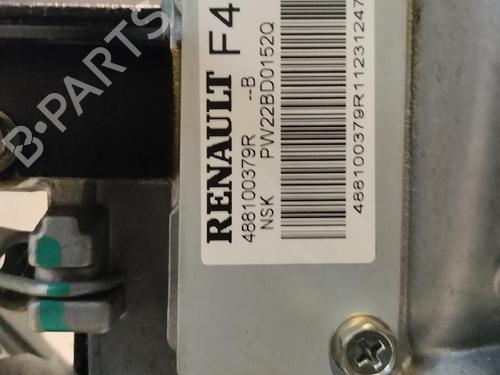 RENAULT F4
488100379R --B
NSK PW22BD0152Q
488100379R11231247
B-PARTS